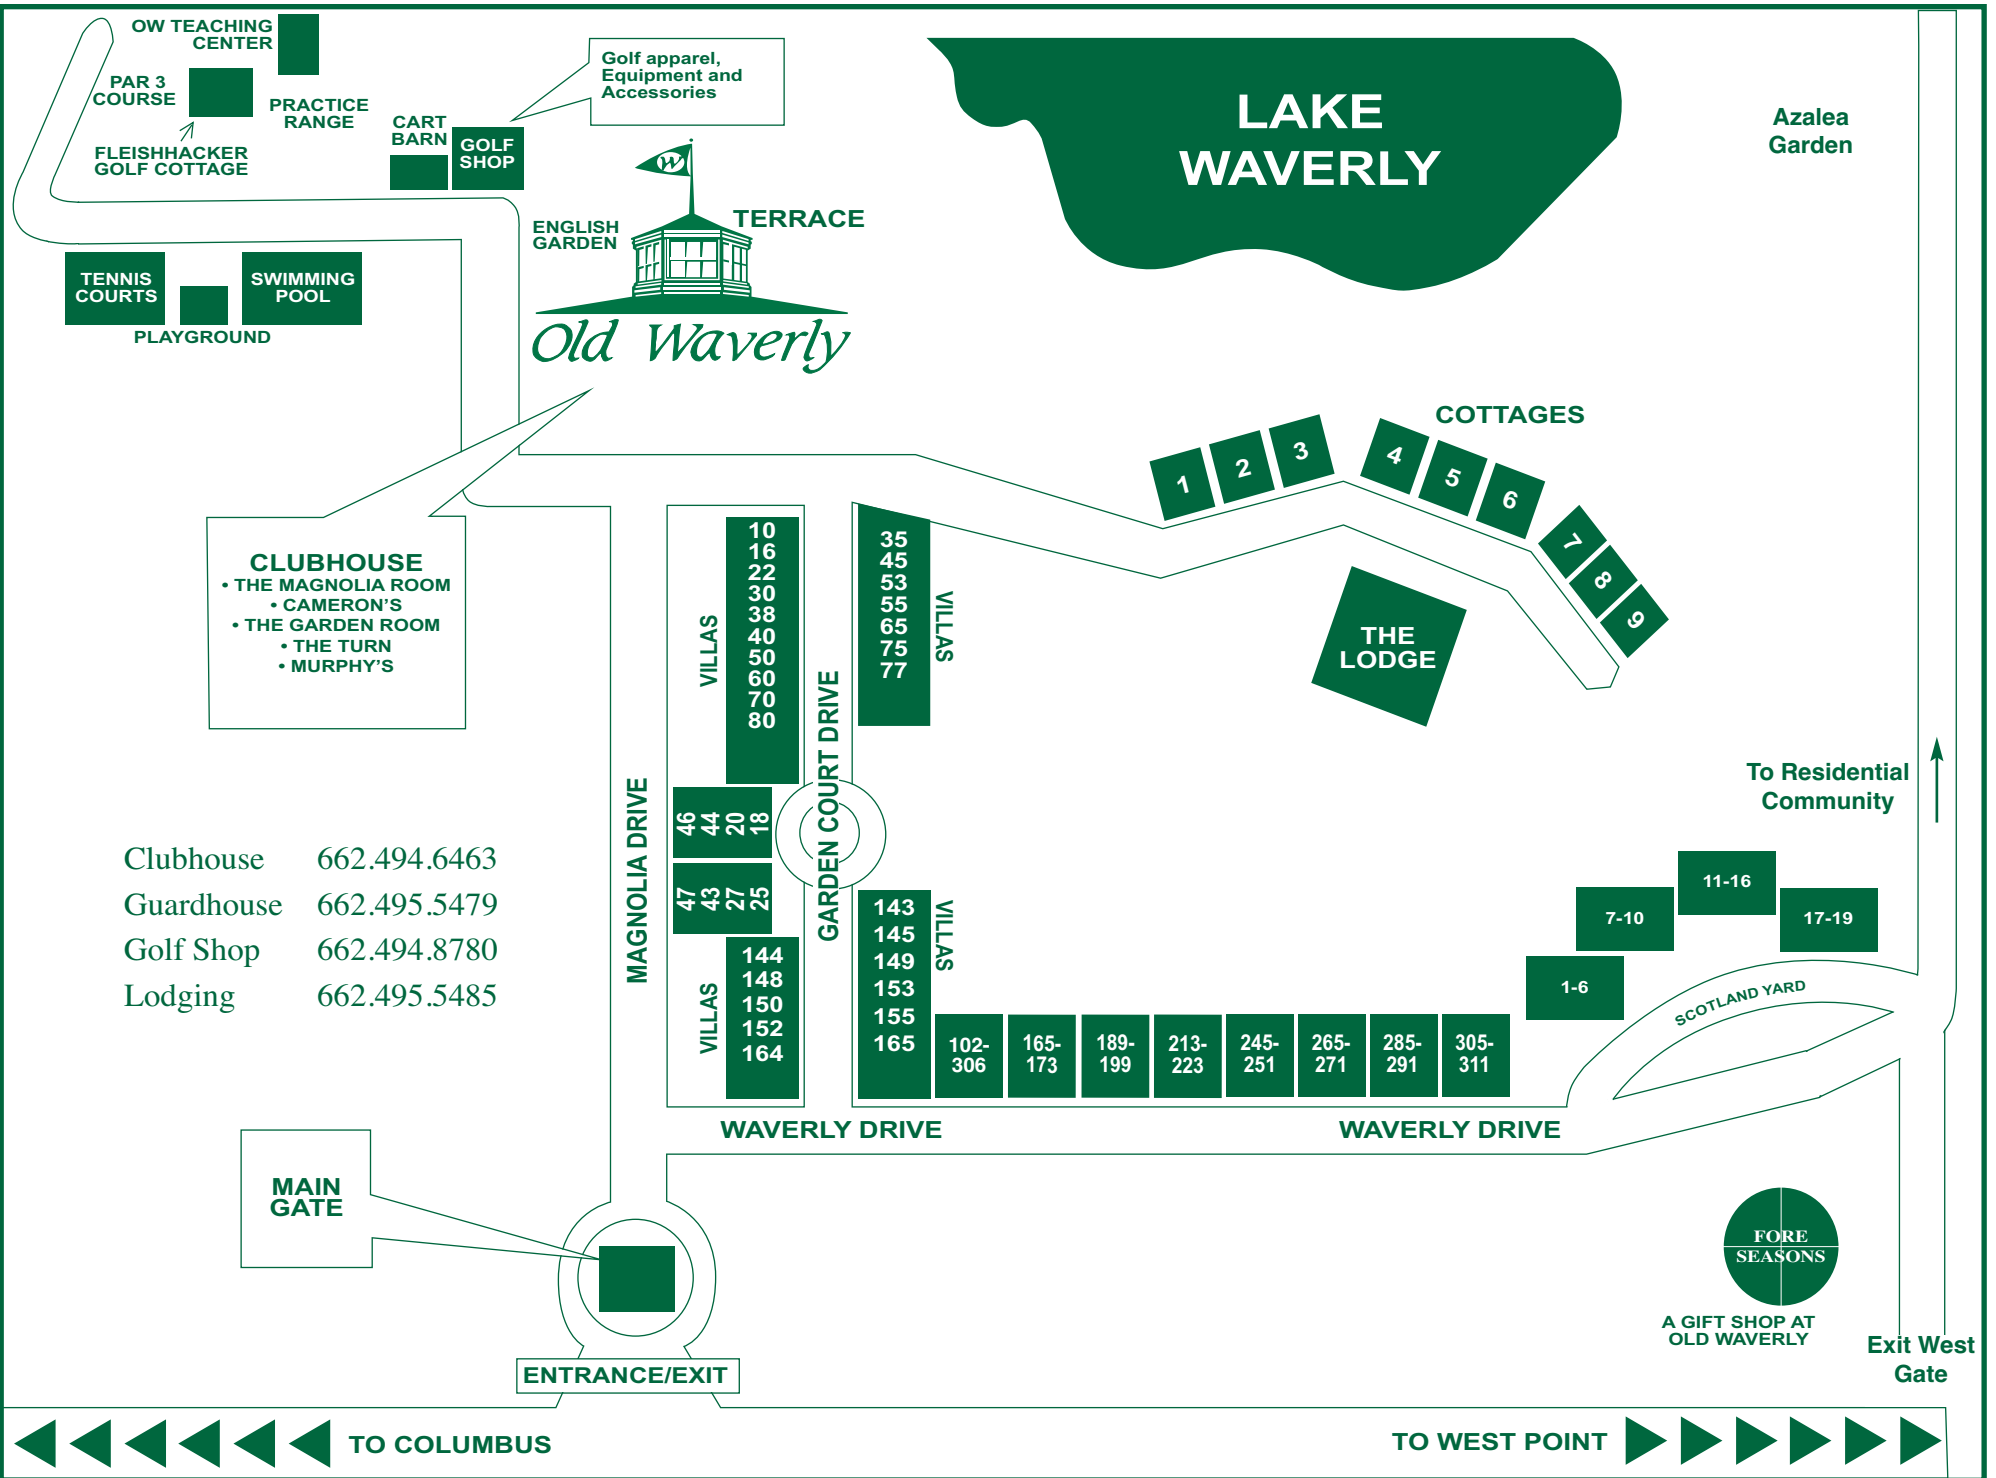 OW TEACHING
CENTER
PAR 3
COURSE
PRACTICE
RANGE
FLEISHHACKER
GOLF COTTAGE
CART
BARN
GOLF
SHOP
Golf apparel,
Equipment and
Accessories
W
ENGLISH
GARDEN
TERRACE
Old Waverly
LAKE
WAVERLY
Azalea
Garden
TENNIS
COURTS
SWIMMING
POOL
PLAYGROUND
CLUBHOUSE
• THE MAGNOLIA ROOM
• CAMERON'S
• THE GARDEN ROOM
• THE TURN
• MURPHY'S
COTTAGES
1
2
3
4
5
6
7
8
9
THE
LODGE
VILLAS
10
16
22
30
38
40
50
60
70
80
35
45
53
55
65
75
77
VILLAS
MAGNOLIA DRIVE
GARDEN COURT DRIVE
46
44
20
18
47
43
27
25
VILLAS
144
148
150
152
164
143
145
149
153
155
165
VILLAS
102-
306
165-
173
189-
199
213-
223
245-
251
265-
271
285-
291
305-
311
1-6
7-10
11-16
17-19
SCOTLAND YARD
To Residential
Community
Clubhouse 662.494.6463
Guardhouse 662.495.5479
Golf Shop 662.494.8780
Lodging 662.495.5485
WAVERLY DRIVE
WAVERLY DRIVE
MAIN
GATE
FORE
SEASONS
A GIFT SHOP AT
OLD WAVERLY
Exit West
Gate
ENTRANCE/EXIT
TO COLUMBUS
TO WEST POINT